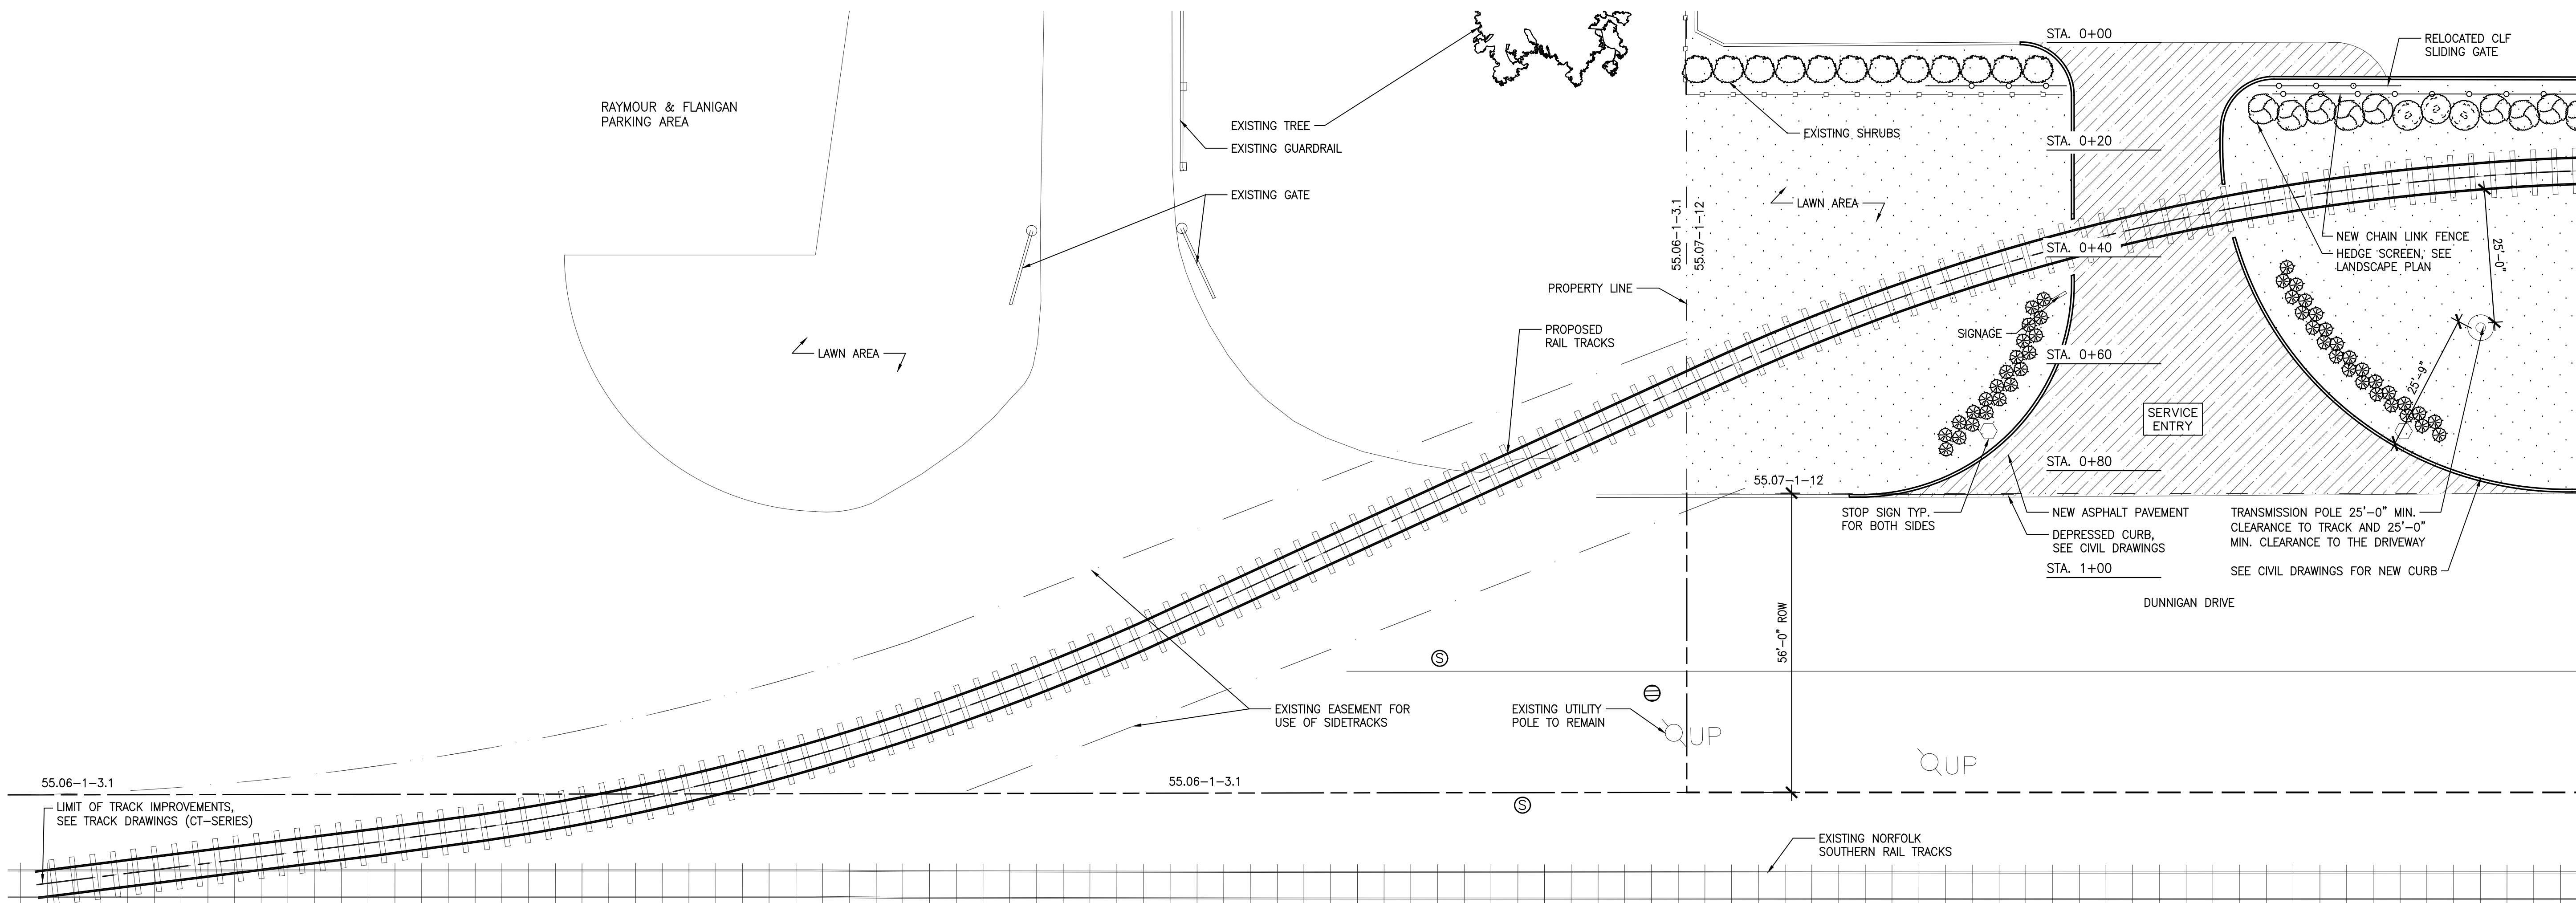 RAYMOUR & FLANIGAN
PARKING AREA
EXISTING TREE
EXISTING GUARDRAIL
EXISTING GATE
LAWN AREA
STA. 0+00
RELOCATED CLF
SLIDING GATE
EXISTING SHRUBS
STA. 0+20
55.06-1-3.1
55.07-1-12
LAWN AREA
STA. 0+40
NEW CHAIN LINK FENCE
HEDGE SCREEN, SEE
LANDSCAPE PLAN
25'-0"
PROPERTY LINE
PROPOSED
RAIL TRACKS
SIGNAGE
STA. 0+60
25'-9"
SERVICE
ENTRY
STA. 0+80
55.07-1-12
STOP SIGN TYP.
FOR BOTH SIDES
NEW ASPHALT PAVEMENT
DEPRESSED CURB,
SEE CIVIL DRAWINGS
STA. 1+00
TRANSMISSION POLE 25'-0" MIN.
CLEARANCE TO TRACK AND 25'-0"
MIN. CLEARANCE TO THE DRIVEWAY
SEE CIVIL DRAWINGS FOR NEW CURB
DUNNIGAN DRIVE
56'-0" ROW
S
EXISTING EASEMENT FOR
USE OF SIDETRACKS
EXISTING UTILITY
POLE TO REMAIN
UP
UP
55.06-1-3.1
55.06-1-3.1
LIMIT OF TRACK IMPROVEMENTS,
SEE TRACK DRAWINGS (CT-SERIES)
S
EXISTING NORFOLK
SOUTHERN RAIL TRACKS